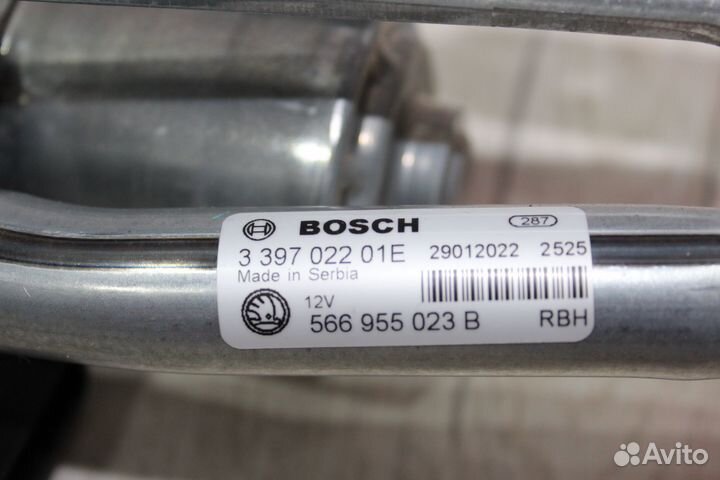 BOSCH 287
3 397 022 01E 29012022 2525
Made in Serbia
12V
566 955 023 B RBH
Avito